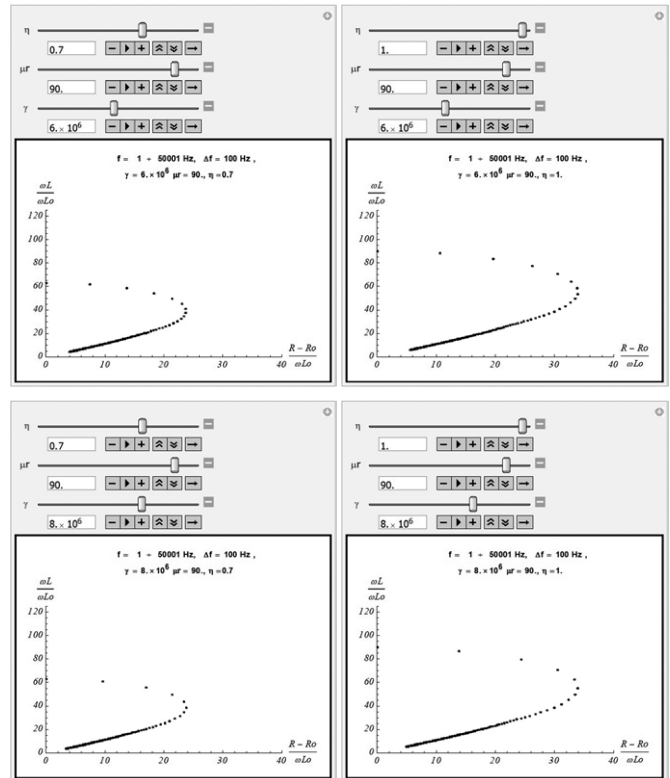 η
0.7
μr
90.
γ
6. × 10⁶
f = 1 ÷ 50001 Hz, Δf = 100 Hz ,
γ = 6. × 10⁶ μr = 90., η = 0.7
ωL
ωLo
120
100
80
60
40
20
0
0 10 20 30 40
R − Ro
ωLo
η
1.
μr
90.
γ
6. × 10⁶
f = 1 ÷ 50001 Hz, Δf = 100 Hz ,
γ = 6. × 10⁶ μr = 90., η = 1.
ωL
ωLo
120
100
80
60
40
20
0
0 10 20 30 40
R − Ro
ωLo
η
0.7
μr
90.
γ
8. × 10⁶
f = 1 ÷ 50001 Hz, Δf = 100 Hz ,
γ = 8. × 10⁶ μr = 90., η = 0.7
ωL
ωLo
120
100
80
60
40
20
0
0 10 20 30 40
R − Ro
ωLo
η
1.
μr
90.
γ
8. × 10⁶
f = 1 ÷ 50001 Hz, Δf = 100 Hz ,
γ = 8. × 10⁶ μr = 90., η = 1.
ωL
ωLo
120
100
80
60
40
20
0
0 10 20 30 40
R − Ro
ωLo